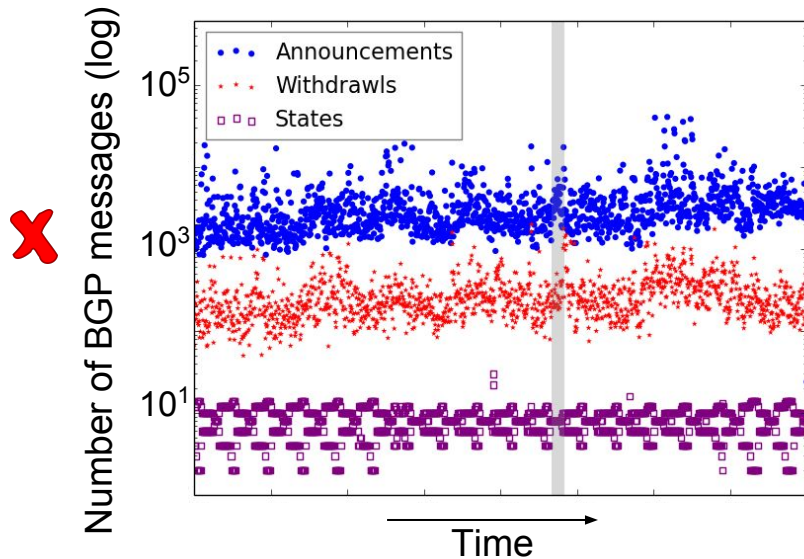 Number of BGP messages (log)
Announcements
Withdrawls
States
10^5
10^3
10^1
Time